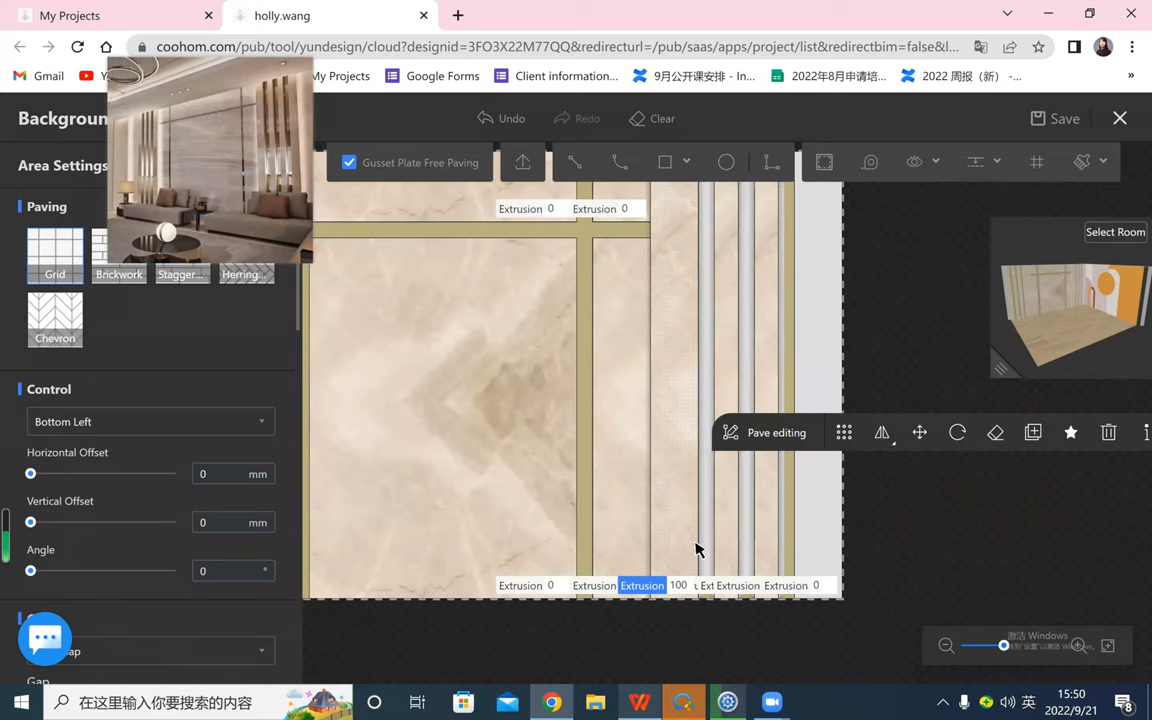 My Projects
holly.wang
coohom.com/pub/tool/yundesign/cloud?designid=3FO3X22M77QQ&redirecturl=/pub/saas/apps/project/list&redirectbim=false&l...
Gmail
My Projects
Google Forms
Client information...
9月公开课安排 - In...
2022年8月申请培...
2022 周报（新） -...
»
Backgroun
Undo
Redo
Clear
Save
Area Settings
Gusset Plate Free Paving
Paving
Extrusion 0
Extrusion 0
Select Room
Grid
Brickwork
Stagger...
Herring...
Chevron
Control
Bottom Left
Pave editing
Horizontal Offset
0 mm
Vertical Offset
0 mm
Angle
0 °
Extrusion 0
Extrusion
Extrusion 100
Ext
Extrusion
Extrusion 0
激活 Windows
Gap
在这里输入你要搜索的内容
英
15:50
2022/9/21
8